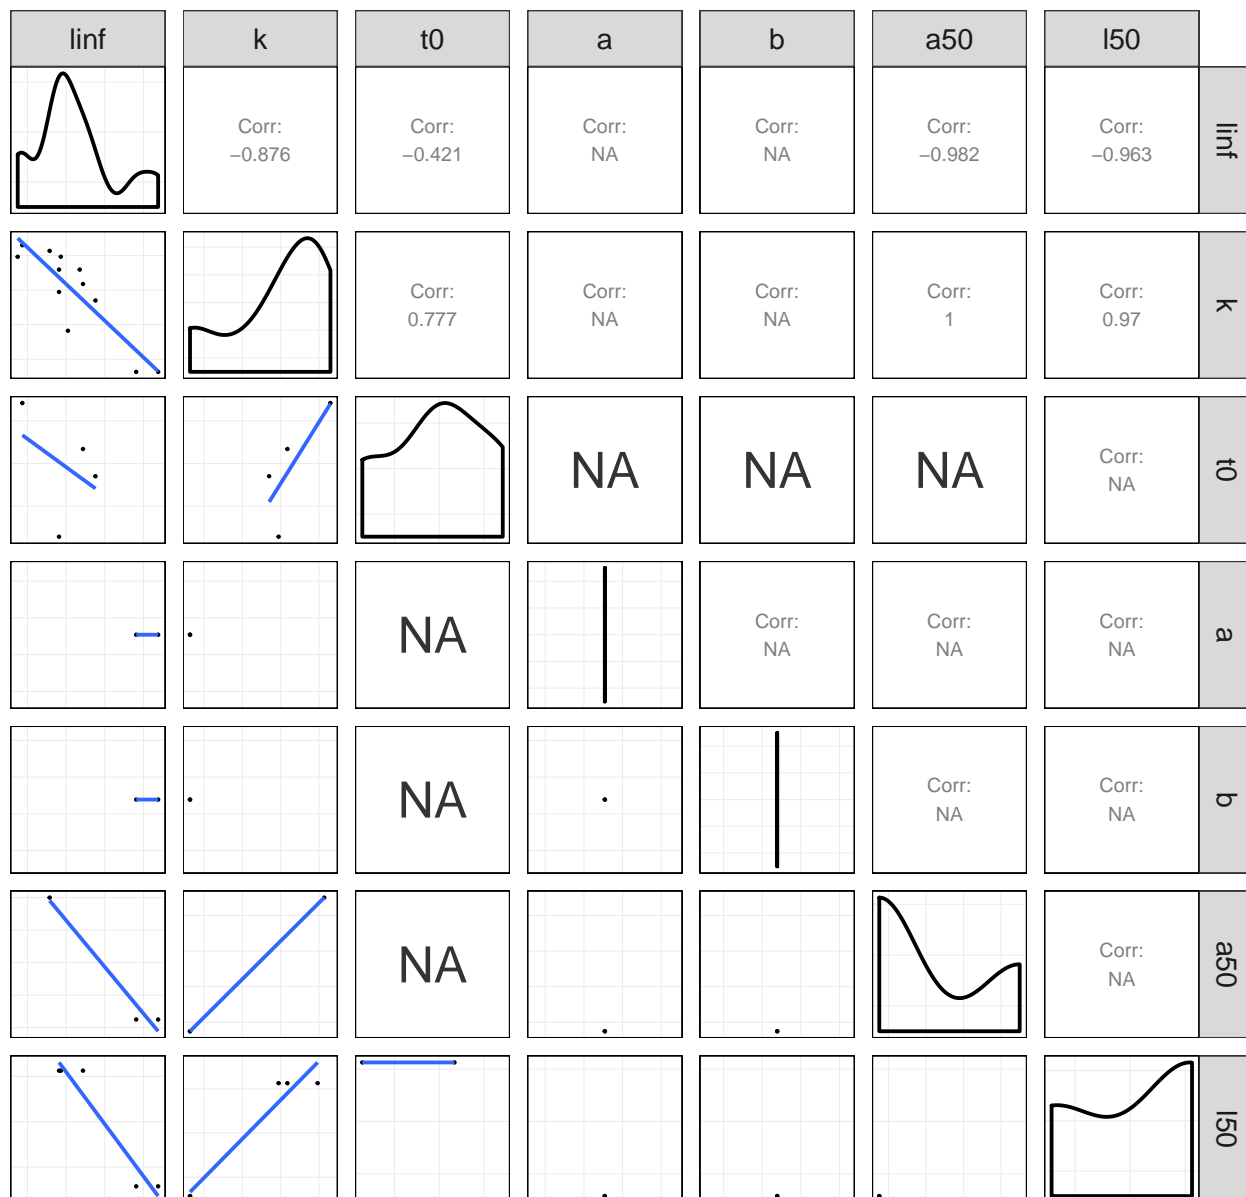 linf k t0 a b a50 l50
Corr: Corr: Corr: Corr: Corr: Corr:
−0.876 −0.421 NA NA −0.982 −0.963
linf
Corr: Corr: Corr: Corr: Corr:
0.777 NA NA 1 0.97
k
NA NA NA
Corr:
NA
t0
NA
Corr: Corr: Corr:
NA NA NA
a
NA
Corr: Corr:
NA NA
b
NA
Corr:
NA
a50
l50